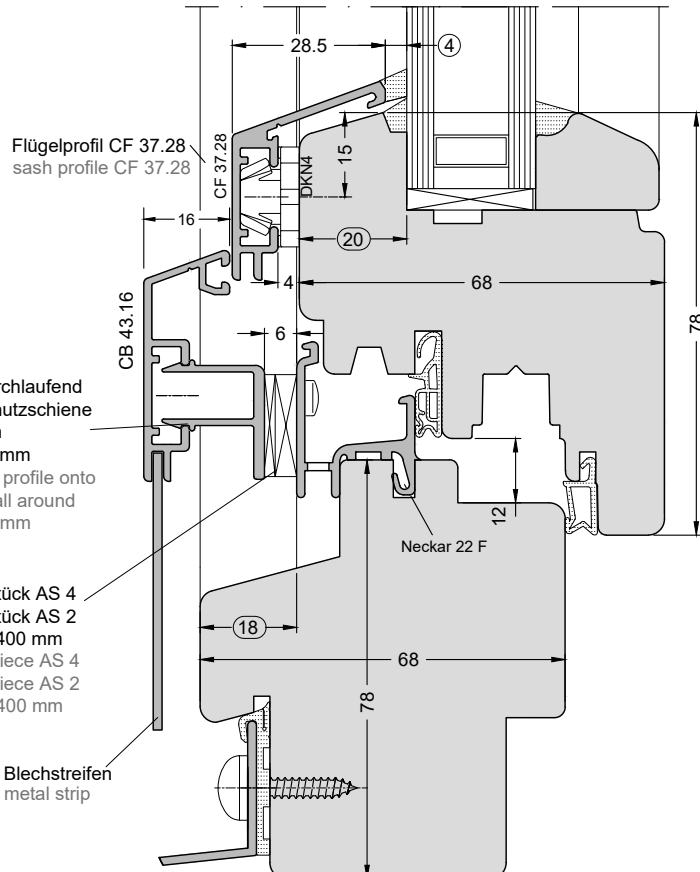 28.5
4
Flügelprofil CF 37.28
sash profile CF 37.28
CF 37.28
DKN4
15
16
20
4
68
78
CB 43.16
6
rchlaufend
utzschiene
mm
profile onto
all around
mm
12
Neckar 22 F
tück AS 4
tück AS 2
400 mm
iece AS 4
iece AS 2
400 mm
18
68
78
Blechstreifen
metal strip